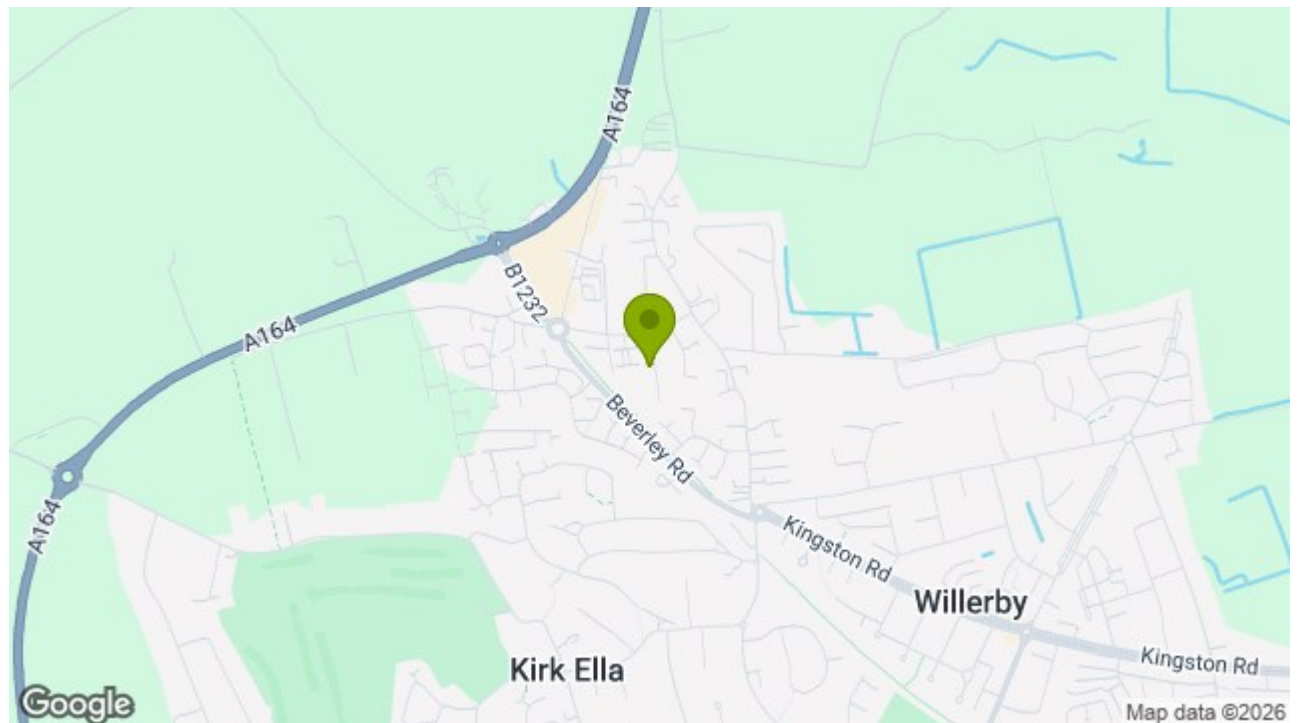 A164
B1232
A164
Beverley Rd
A164
Kingston Rd
Willerby
Kirk Ella
Kingston Rd
Google
Map data ©2026